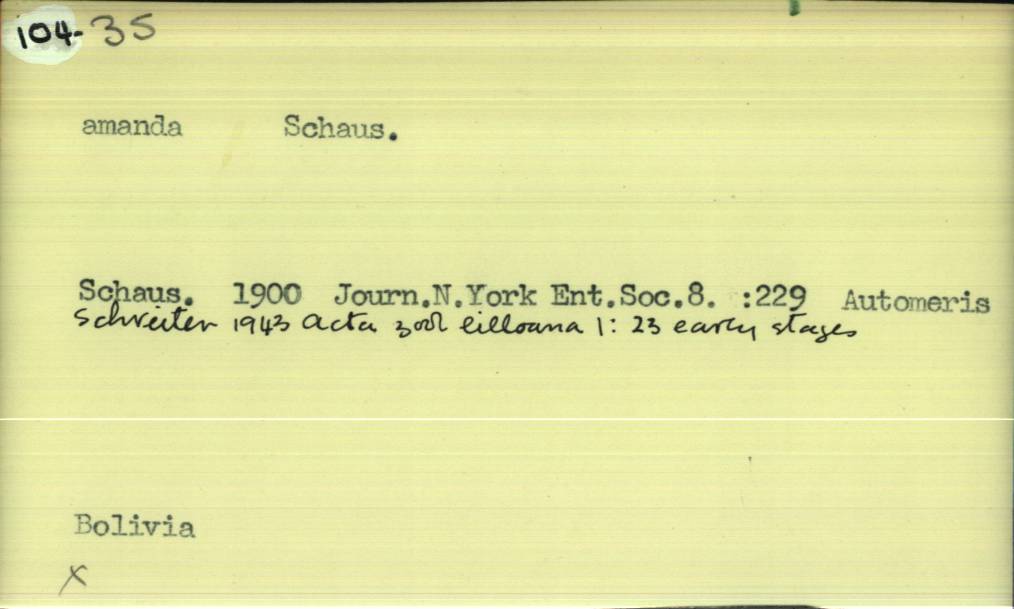 104-35
amanda Schaus.
Schaus. 1900 Journ.N.York Ent.Soc.8. :229 Automeris
Schreiter 1943 Acta zool lilloana 1: 23 early stages
Bolivia
x